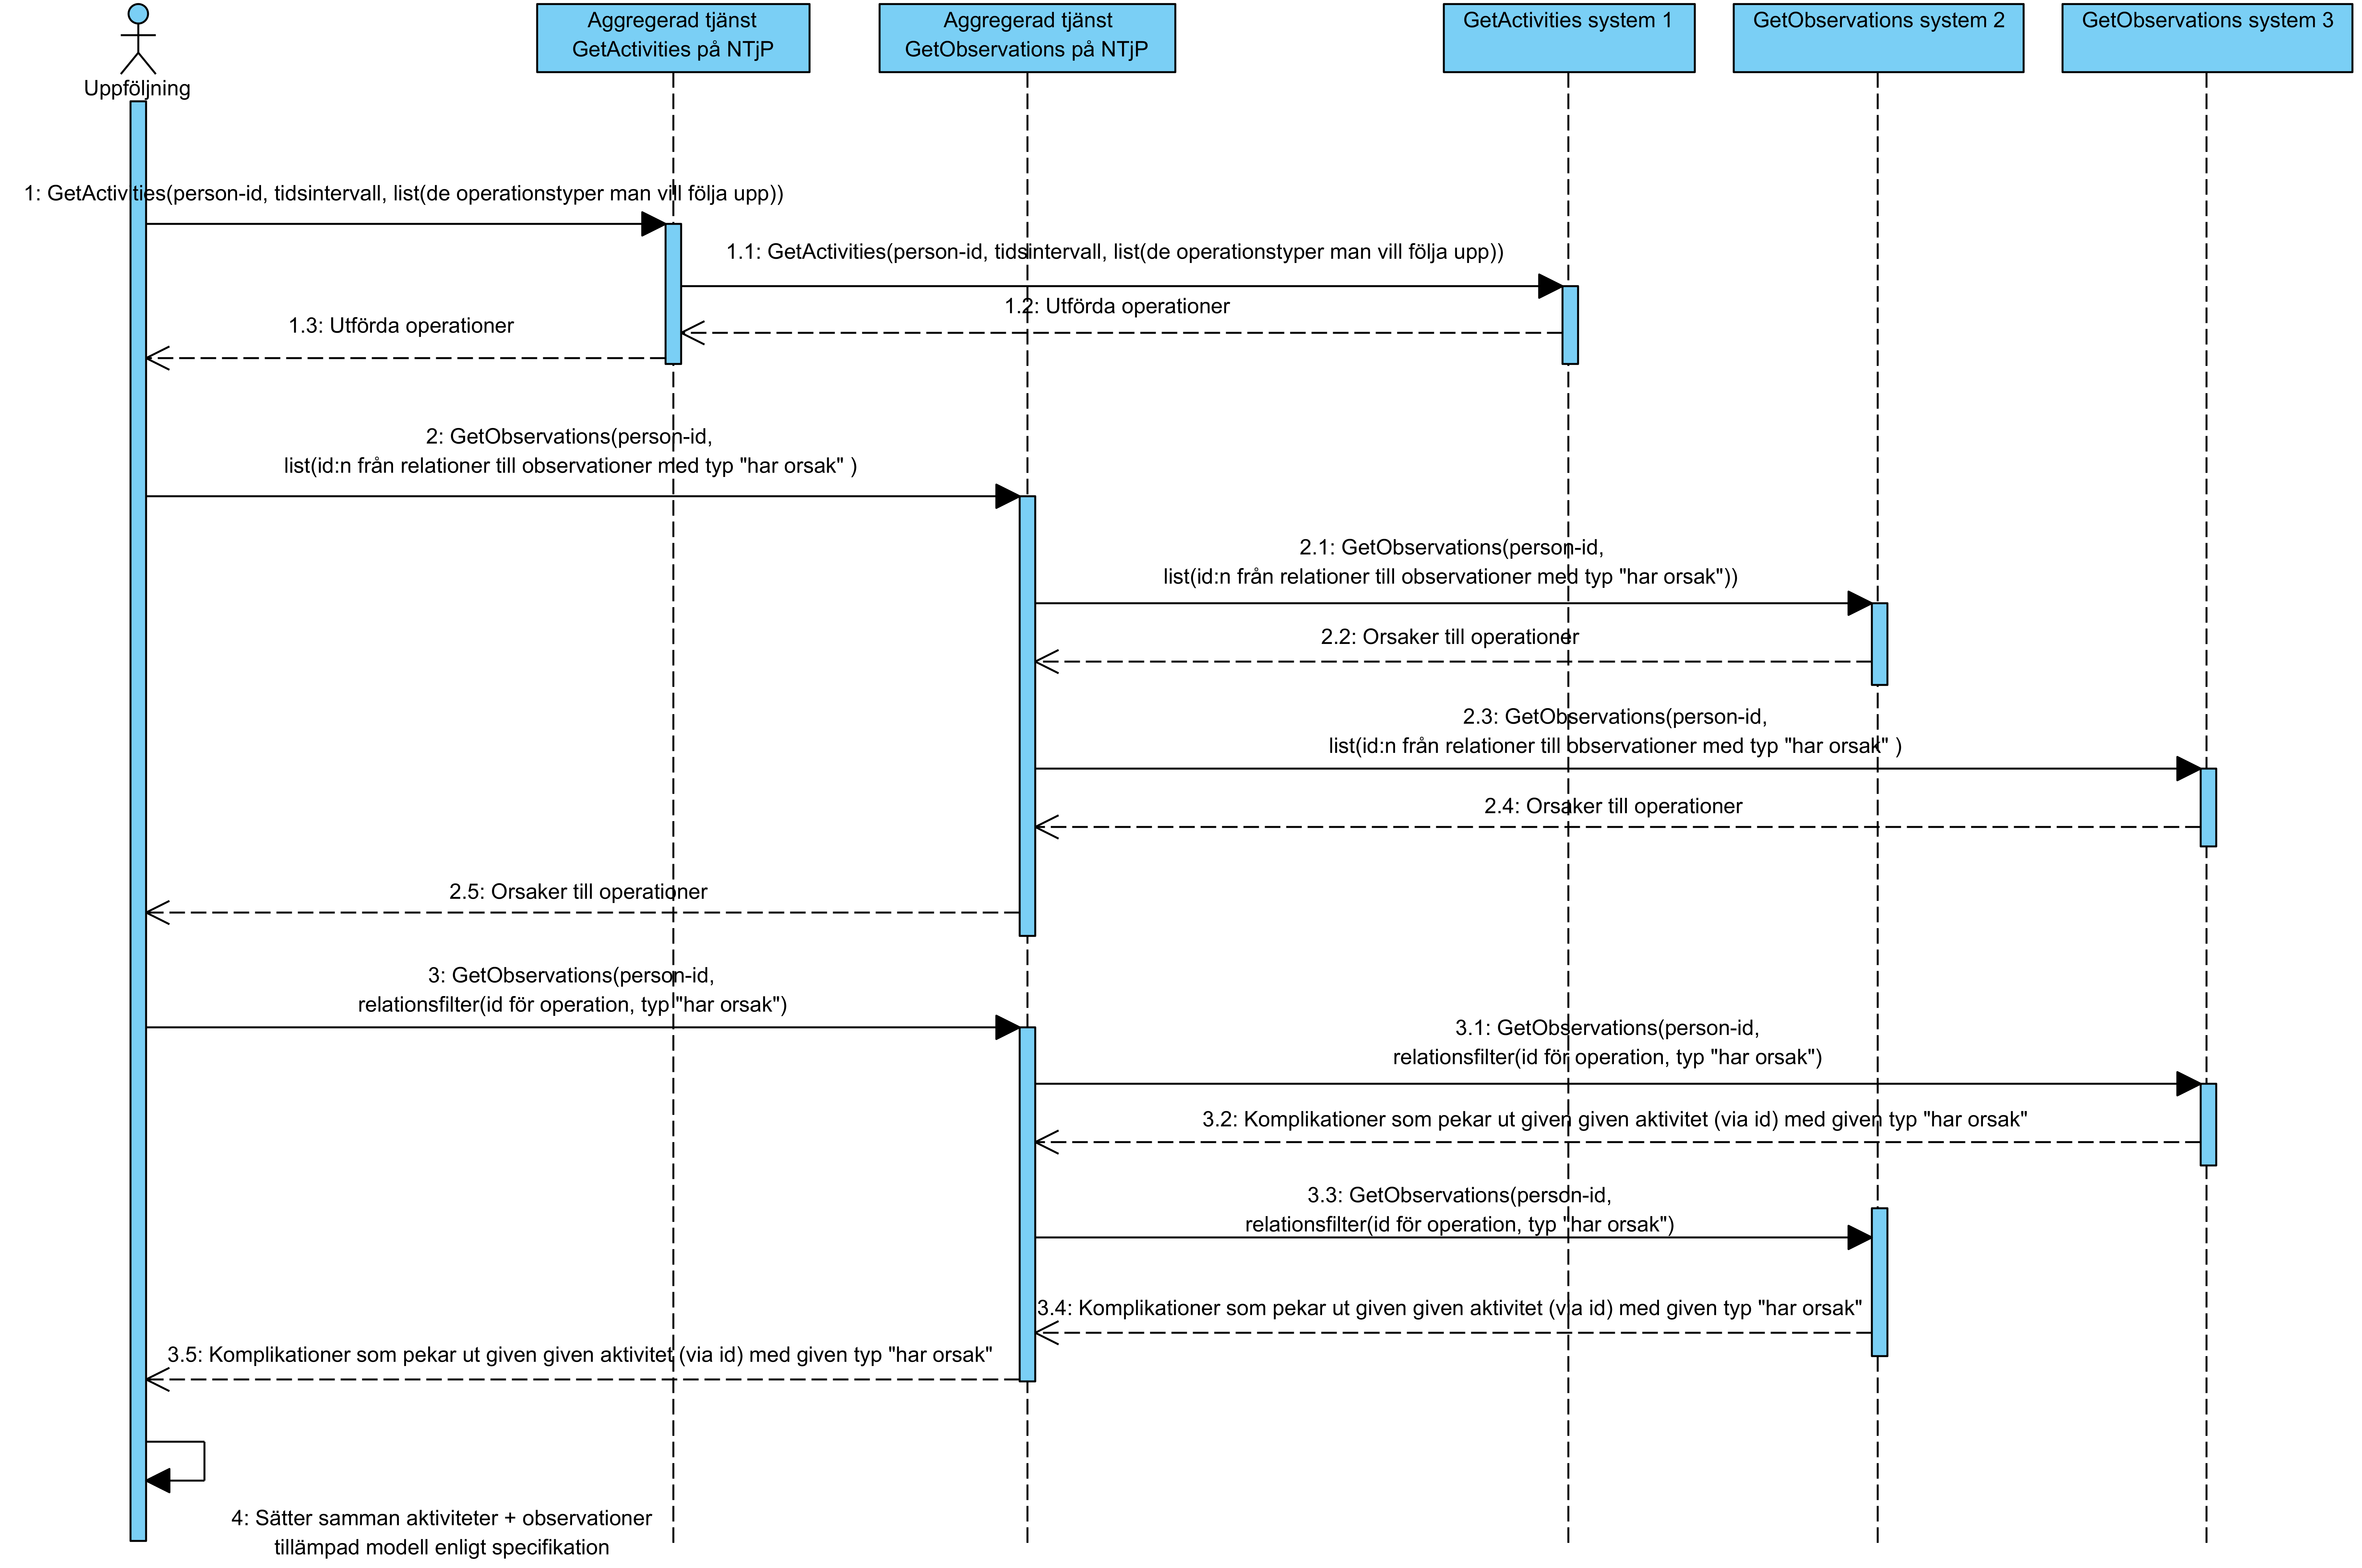 Uppföljning
Aggregerad tjänst
GetActivities på NTjP
Aggregerad tjänst
GetObservations på NTjP
GetActivities system 1
GetObservations system 2
GetObservations system 3
1: GetActivities(person-id, tidsintervall, list(de operationstyper man vill följa upp))
1.1: GetActivities(person-id, tidsintervall, list(de operationstyper man vill följa upp))
1.2: Utförda operationer
1.3: Utförda operationer
2: GetObservations(person-id,
list(id:n från relationer till observationer med typ "har orsak" )
2.1: GetObservations(person-id,
list(id:n från relationer till observationer med typ "har orsak"))
2.2: Orsaker till operationer
2.3: GetObservations(person-id,
list(id:n från relationer till observationer med typ "har orsak" )
2.4: Orsaker till operationer
2.5: Orsaker till operationer
3: GetObservations(person-id,
relationsfilter(id för operation, typ "har orsak")
3.1: GetObservations(person-id,
relationsfilter(id för operation, typ "har orsak")
3.2: Komplikationer som pekar ut given given aktivitet (via id) med given typ "har orsak"
3.3: GetObservations(person-id,
relationsfilter(id för operation, typ "har orsak")
3.4: Komplikationer som pekar ut given given aktivitet (via id) med given typ "har orsak"
3.5: Komplikationer som pekar ut given given aktivitet (via id) med given typ "har orsak"
4: Sätter samman aktiviteter + observationer
tillämpad modell enligt specifikation